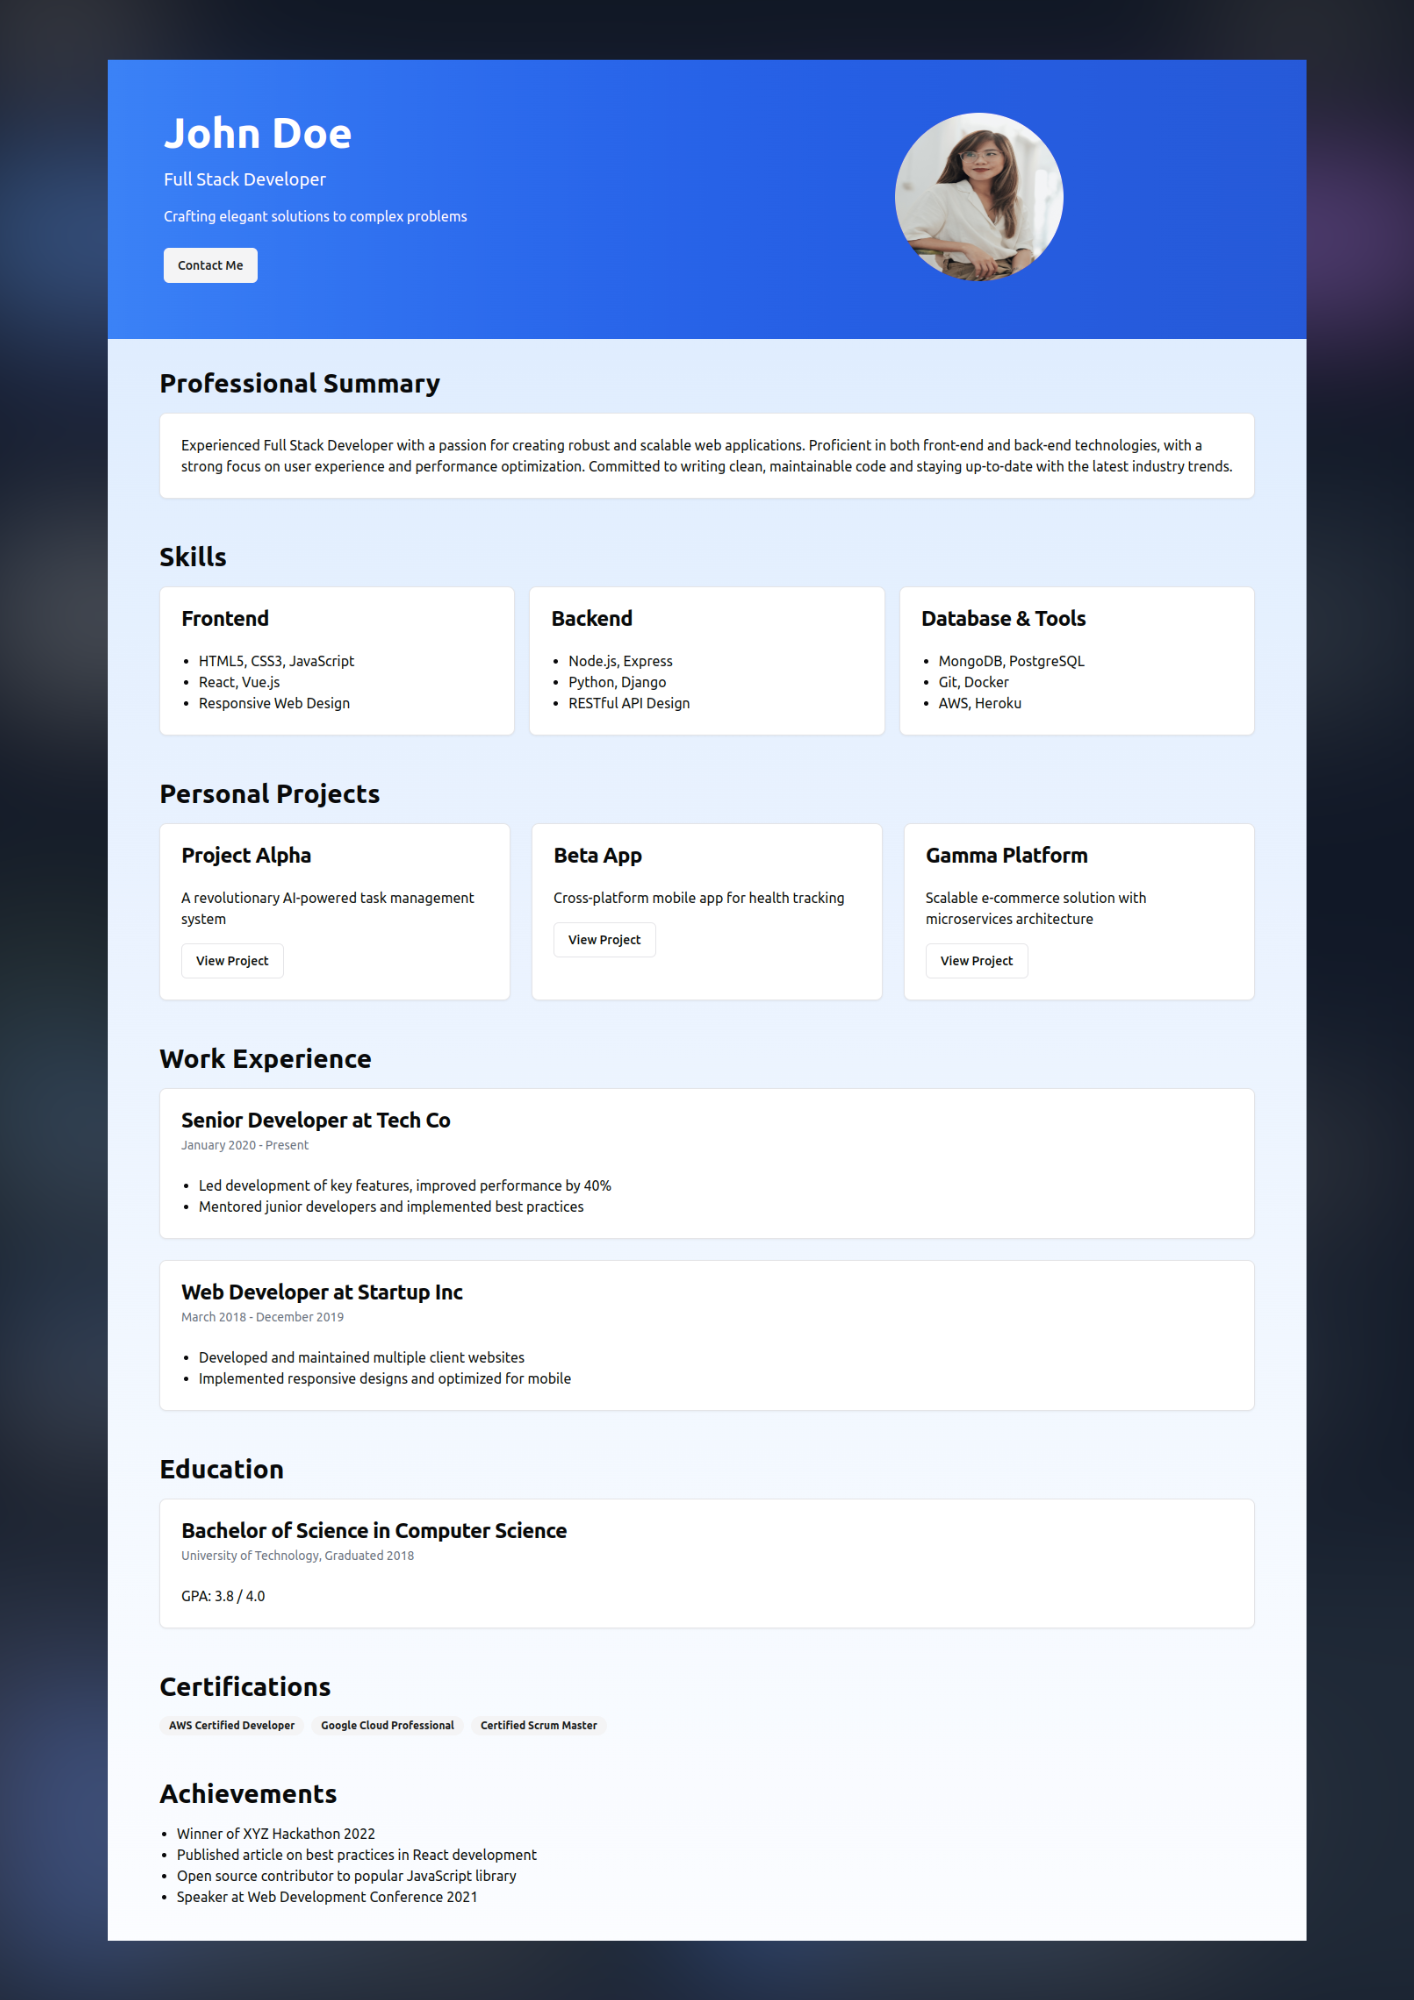 John Doe
Full Stack Developer
Crafting elegant solutions to complex problems
Contact Me
Professional Summary
Experienced Full Stack Developer with a passion for creating robust and scalable web applications. Proficient in both front-end and back-end technologies, with a
strong focus on user experience and performance optimization. Committed to writing clean, maintainable code and staying up-to-date with the latest industry trends.
Skills
Frontend
• HTML5, CSS3, JavaScript
• React, Vue.js
• Responsive Web Design
Backend
• Node.js, Express
• Python, Django
• RESTful API Design
Database & Tools
• MongoDB, PostgreSQL
• Git, Docker
• AWS, Heroku
Personal Projects
Project Alpha
A revolutionary AI-powered task management
system
View Project
Beta App
Cross-platform mobile app for health tracking
View Project
Gamma Platform
Scalable e-commerce solution with
microservices architecture
View Project
Work Experience
Senior Developer at Tech Co
January 2020 - Present
• Led development of key features, improved performance by 40%
• Mentored junior developers and implemented best practices
Web Developer at Startup Inc
March 2018 - December 2019
• Developed and maintained multiple client websites
• Implemented responsive designs and optimized for mobile
Education
Bachelor of Science in Computer Science
University of Technology, Graduated 2018
GPA: 3.8 / 4.0
Certifications
AWS Certified Developer
Google Cloud Professional
Certified Scrum Master
Achievements
• Winner of XYZ Hackathon 2022
• Published article on best practices in React development
• Open source contributor to popular JavaScript library
• Speaker at Web Development Conference 2021